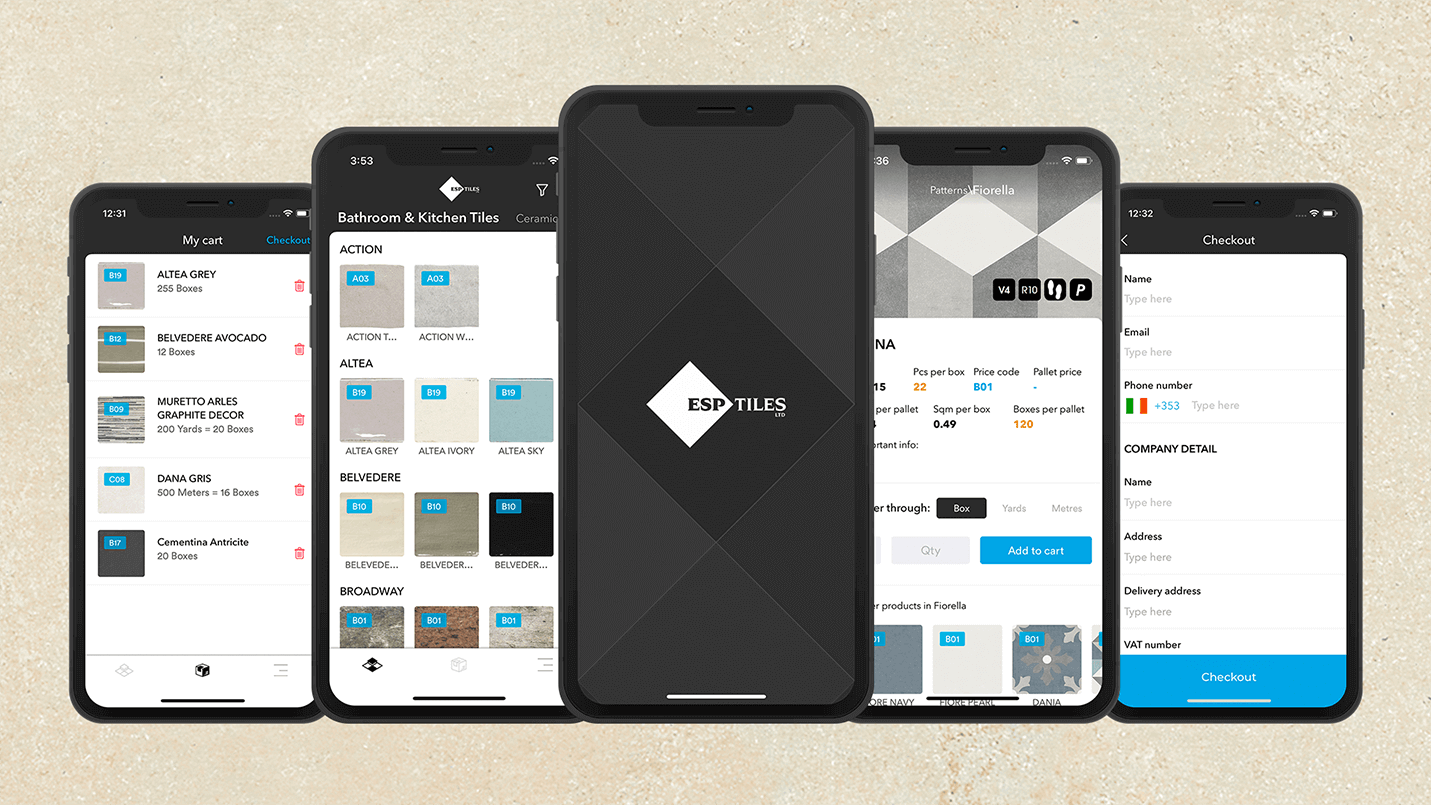 12:31
My cart
Checkout
B19
ALTEA GREY
255 Boxes
B12
BELVEDERE AVOCADO
12 Boxes
B09
MURETTO ARLES
GRAPHITE DECOR
200 Yards = 20 Boxes
C08
DANA GRIS
500 Meters = 16 Boxes
B17
Cementina Antricite
20 Boxes
3:53
ESP TILES
Bathroom & Kitchen Tiles
Ceramic
ACTION
A03
A03
ACTION T...
ACTION W...
ALTEA
B19
B19
B19
ALTEA GREY
ALTEA IVORY
ALTEA SKY
BELVEDERE
B10
B10
B10
BELEVEDE...
BELVEDER...
BELVEDER...
BROADWAY
B01
B01
B01
ESP TILES
LTD
:36
Patterns\Fiorella
V4
R10
P
NA
Pcs per box
Price code
Pallet price
15
22
B01
-
per pallet
Sqm per box
Boxes per pallet
0.49
120
ortant info:
er through:
Box
Yards
Metres
Qty
Add to cart
er products in Fiorella
01
B01
B01
ORE NAVY
FIORE PEARL
DANIA
12:32
Checkout
Name
Type here
Email
Type here
Phone number
+353
Type here
COMPANY DETAIL
Name
Type here
Address
Type here
Delivery address
Type here
VAT number
Checkout